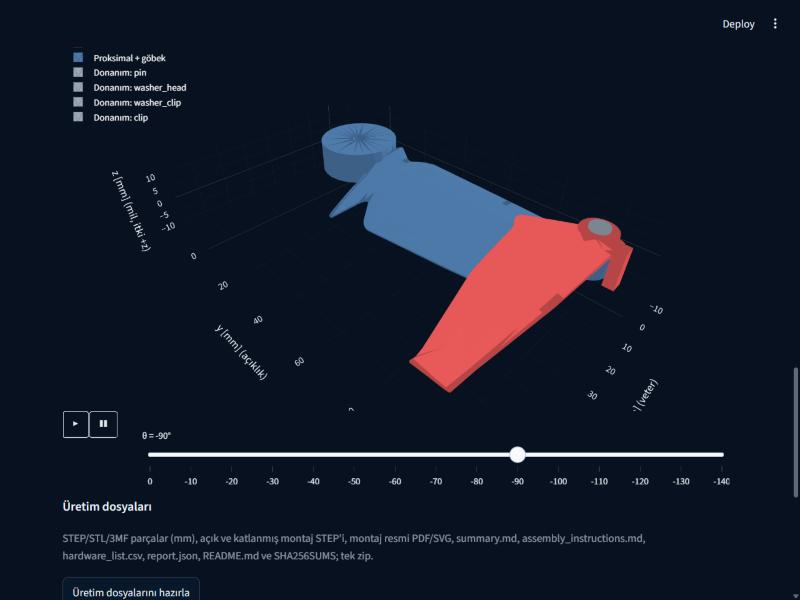 Deploy
Proksimal + göbek
Donanım: pin
Donanım: washer_head
Donanım: washer_clip
Donanım: clip
z [mm] (mil, itki +z)
10
5
0
-5
-10
0
20
40
60
y [mm] (açıklık)
-10
0
10
20
30
] (veter)
θ = -90°
0 -10 -20 -30 -40 -50 -60 -70 -80 -90 -100 -110 -120 -130 -140
Üretim dosyaları
STEP/STL/3MF parçalar (mm), açık ve katlanmış montaj STEP'i, montaj resmi PDF/SVG, summary.md, assembly_instructions.md,
hardware_list.csv, report.json, README.md ve SHA256SUMS; tek zip.
Üretim dosyalarını hazırla